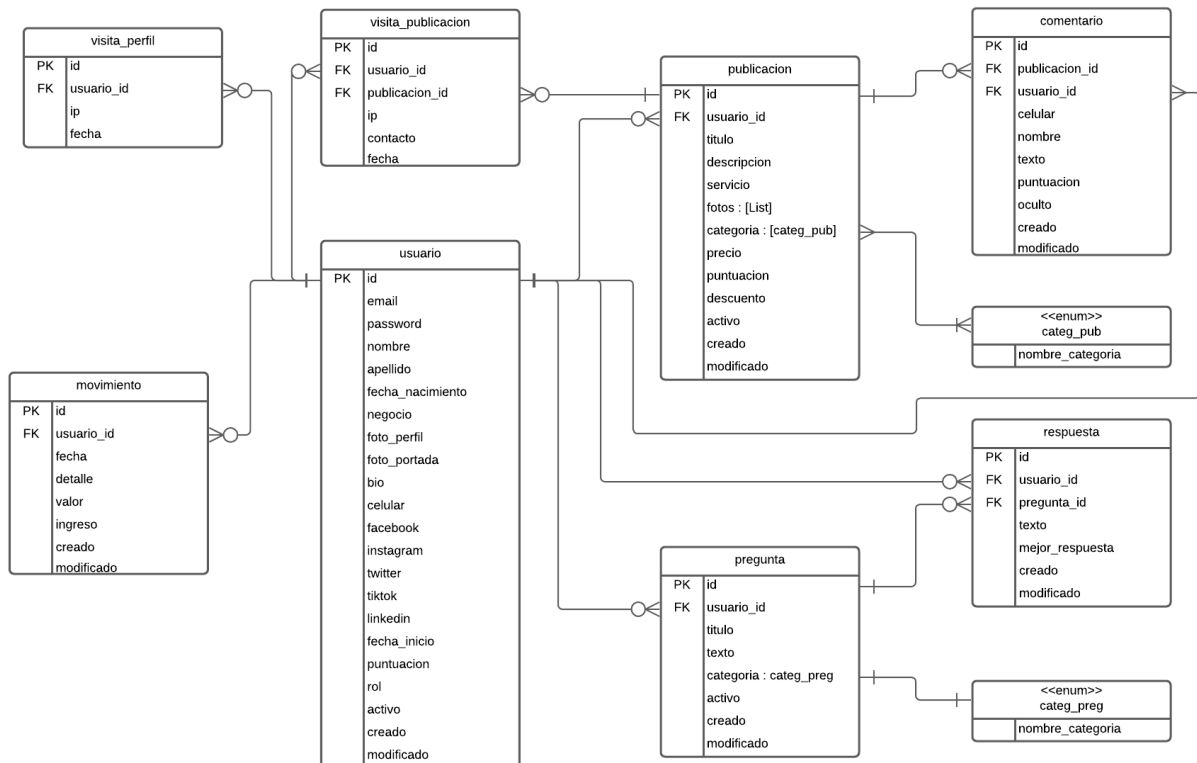 visita_perfil
PK id
FK usuario_id
ip
fecha
visita_publicacion
PK id
FK usuario_id
FK publicacion_id
ip
contacto
fecha
publicacion
PK id
FK usuario_id
titulo
descripcion
servicio
fotos : [List]
categoria : [categ_pub]
precio
puntuacion
descuento
activo
creado
modificado
comentario
PK id
FK publicacion_id
FK usuario_id
celular
nombre
texto
puntuacion
oculto
creado
modificado
<<enum>>
categ_pub
nombre_categoria
usuario
PK id
email
password
nombre
apellido
fecha_nacimiento
negocio
foto_perfil
foto_portada
bio
celular
facebook
instagram
twitter
tiktok
linkedin
fecha_inicio
puntuacion
rol
activo
creado
modificado
movimiento
PK id
FK usuario_id
fecha
detalle
valor
ingreso
creado
modificado
respuesta
PK id
FK usuario_id
FK pregunta_id
texto
mejor_respuesta
creado
modificado
pregunta
PK id
FK usuario_id
titulo
texto
categoria : categ_preg
activo
creado
modificado
<<enum>>
categ_preg
nombre_categoria